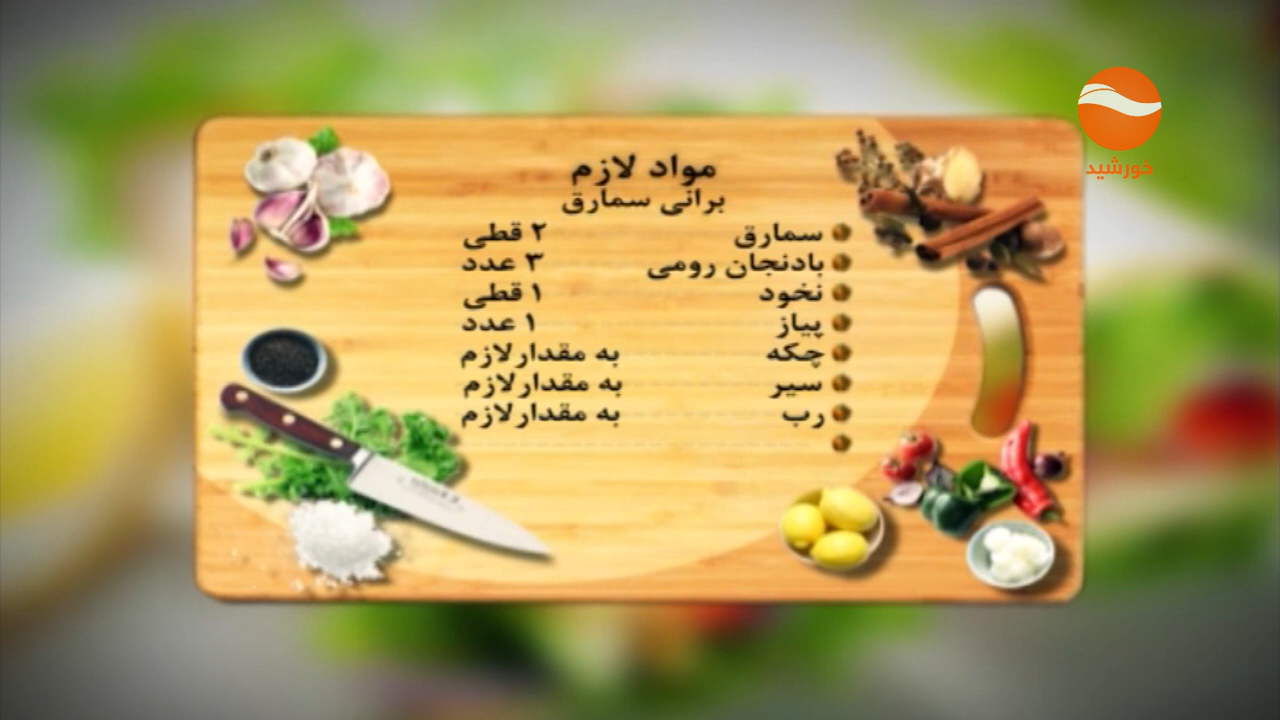 مواد لازم
برانی سمارق
سمارق ۲ قطی
بادنجان رومی ۳ عدد
نخود ۱ قطی
پیاز ۱ عدد
چکه به مقدارلازم
سیر به مقدارلازم
رب به مقدارلازم
خورشید